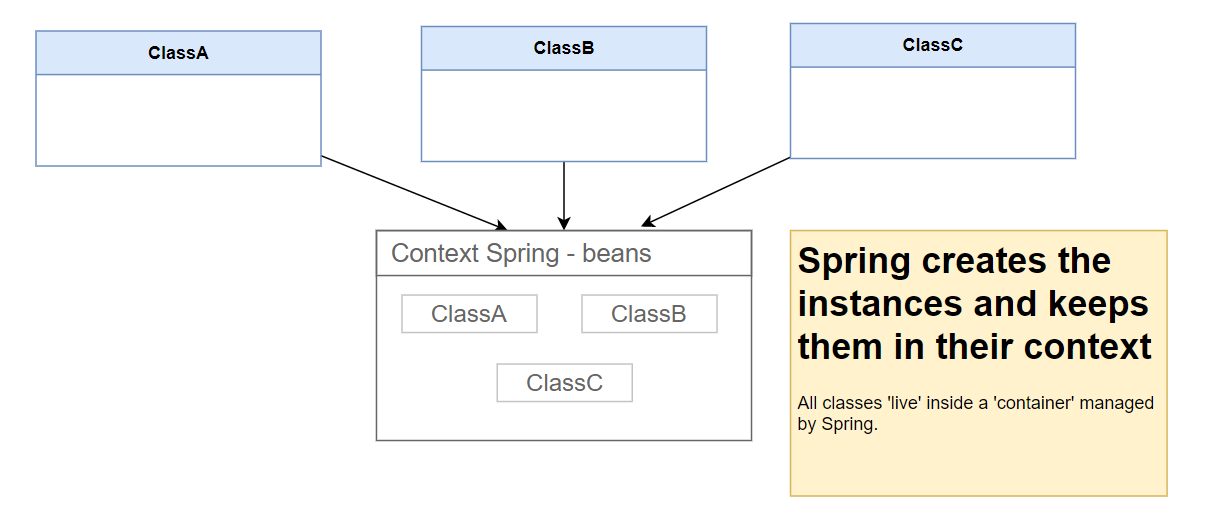 ClassA
ClassB
ClassC
Context Spring - beans
ClassA
ClassB
ClassC
Spring creates the
instances and keeps
them in their context
All classes 'live' inside a 'container' managed
by Spring.